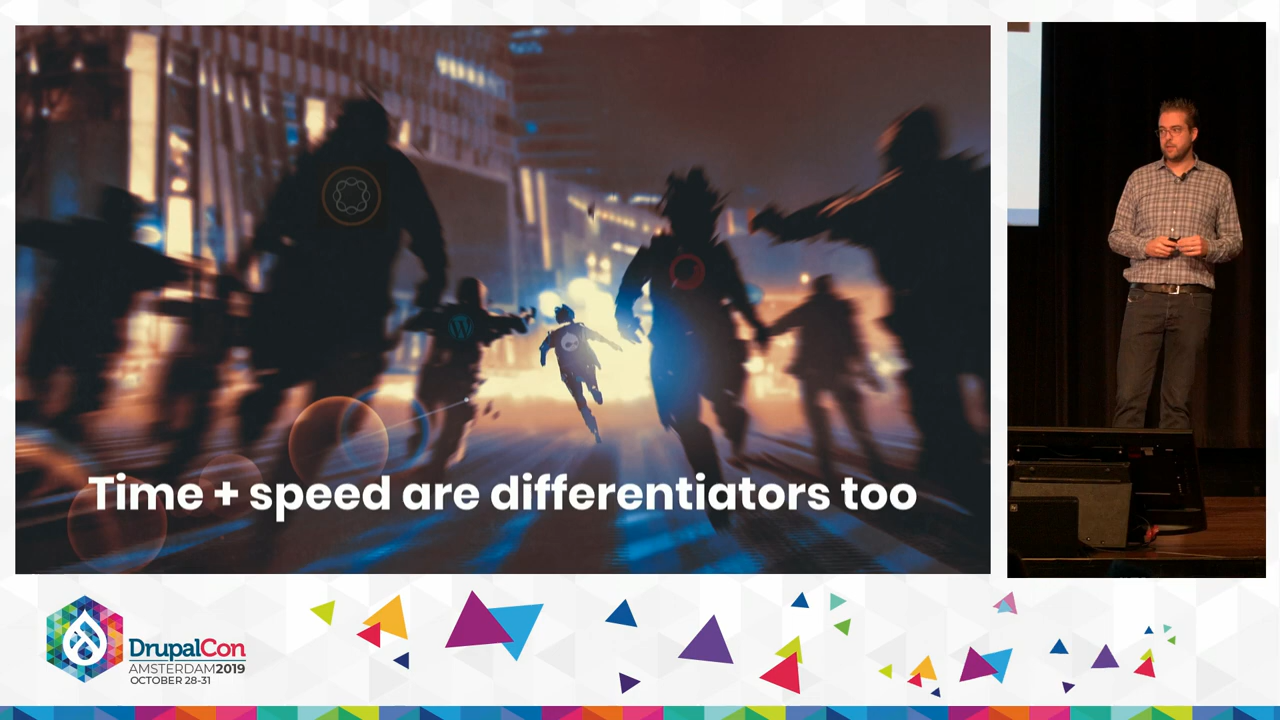 Time + speed are differentiators too
DrupalCon
AMSTERDAM2019
OCTOBER 28-31